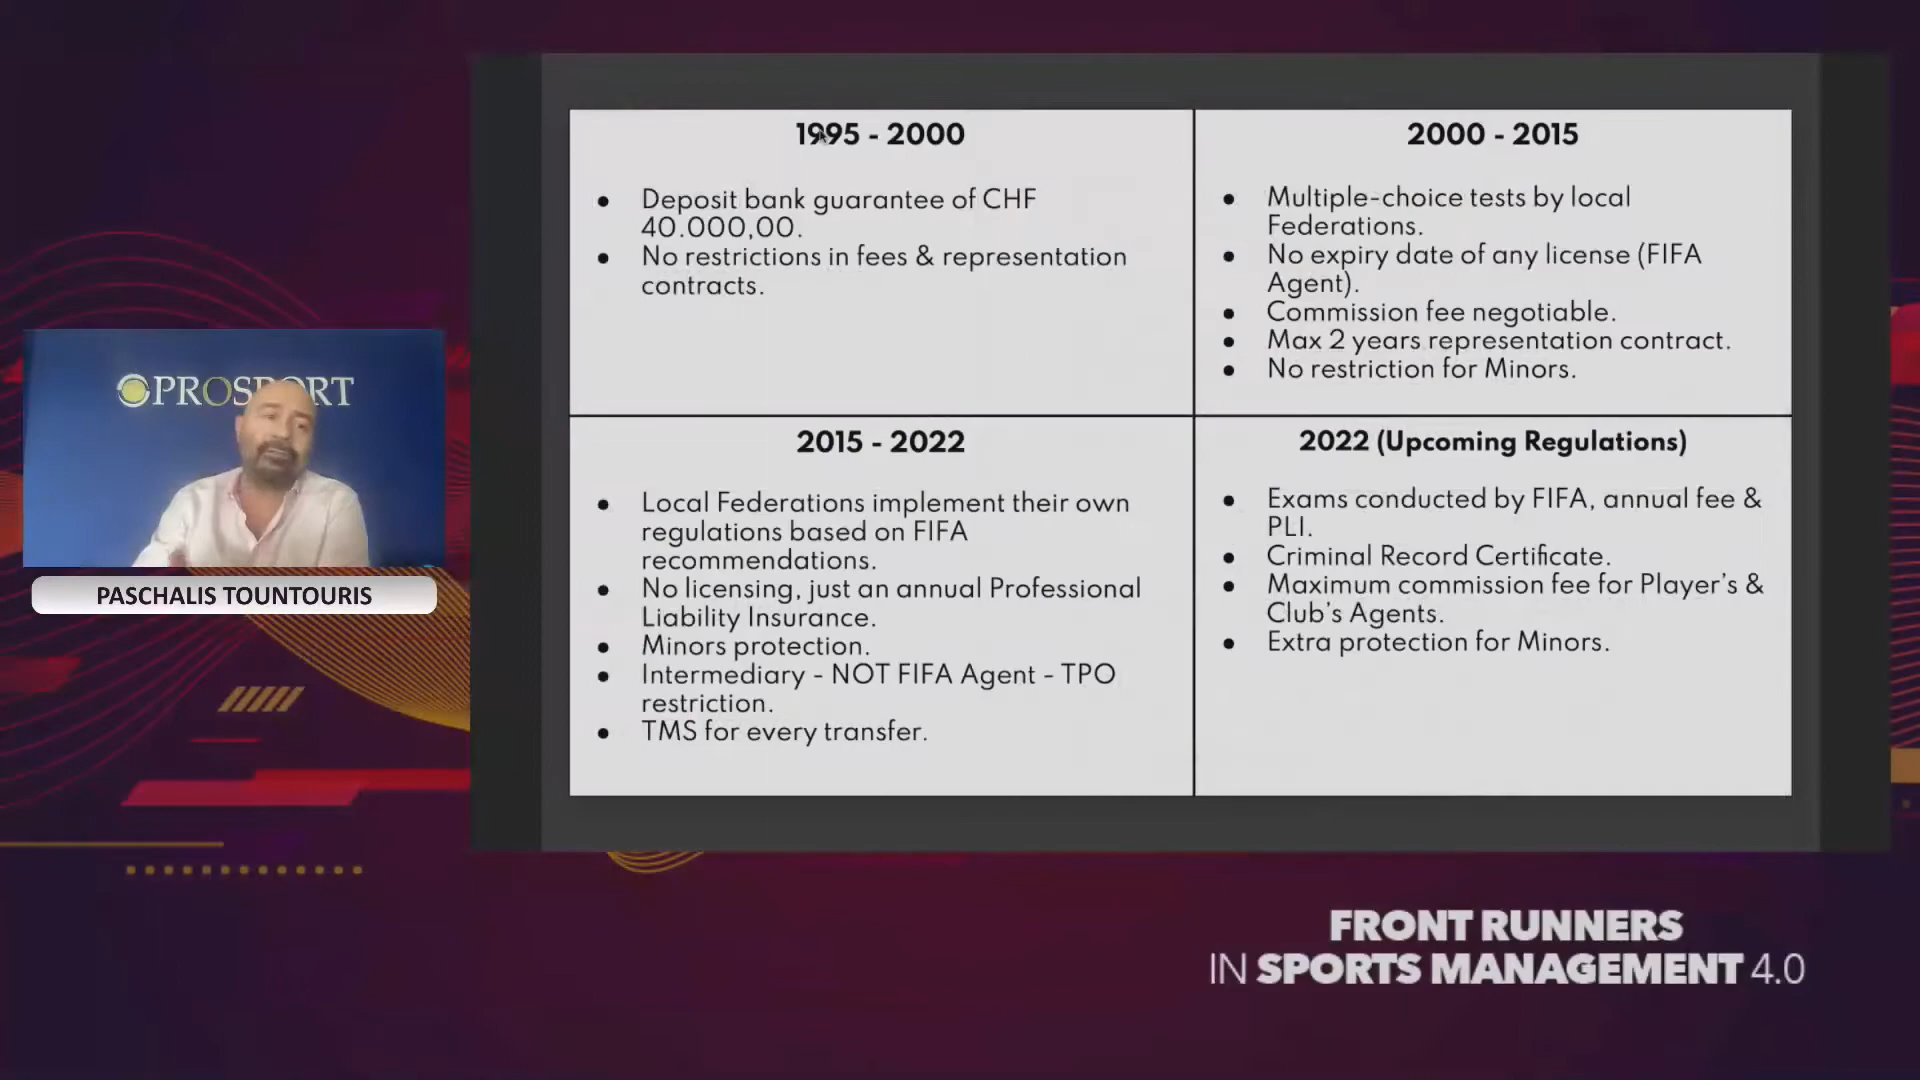 1995 - 2000
Deposit bank guarantee of CHF
40.000,00.
No restrictions in fees & representation
contracts.
2000 - 2015
Multiple-choice tests by local
Federations.
No expiry date of any license (FIFA
Agent).
Commission fee negotiable.
Max 2 years representation contract.
No restriction for Minors.
2015 - 2022
Local Federations implement their own
regulations based on FIFA
recommendations.
No licensing, just an annual Professional
Liability Insurance.
Minors protection.
Intermediary - NOT FIFA Agent - TPO
restriction.
TMS for every transfer.
2022 (Upcoming Regulations)
Exams conducted by FIFA, annual fee &
PLI.
Criminal Record Certificate.
Maximum commission fee for Player's &
Club's Agents.
Extra protection for Minors.
PROSPORT
PASCHALIS TOUNTOURIS
FRONT RUNNERS
IN SPORTS MANAGEMENT 4.0